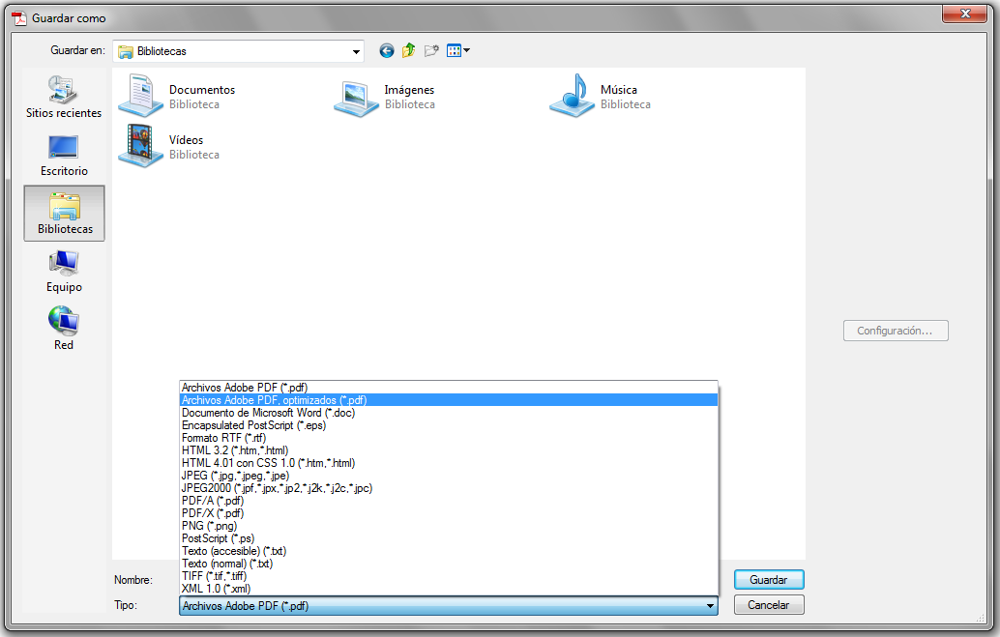 Guardar como
Guardar en:
Bibliotecas
Sitios recientes
Escritorio
Bibliotecas
Equipo
Red
Documentos
Biblioteca
Imágenes
Biblioteca
Música
Biblioteca
Vídeos
Biblioteca
Configuración...
Archivos Adobe PDF (*.pdf)
Archivos Adobe PDF, optimizados (*.pdf)
Documento de Microsoft Word (*.doc)
Encapsulated PostScript (*.eps)
Formato RTF (*.rtf)
HTML 3.2 (*.htm,*.html)
HTML 4.01 con CSS 1.0 (*.htm,*.html)
JPEG (*.jpg,*.jpeg,*.jpe)
JPEG2000 (*.jpf,*.jpx,*.jp2,*.j2k,*.j2c,*.jpc)
PDF/A (*.pdf)
PDF/X (*.pdf)
PNG (*.png)
PostScript (*.ps)
Texto (accesible) (*.txt)
Texto (normal) (*.txt)
TIFF (*.tif,*.tiff)
XML 1.0 (*.xml)
Nombre:
Guardar
Tipo:
Archivos Adobe PDF (*.pdf)
Cancelar